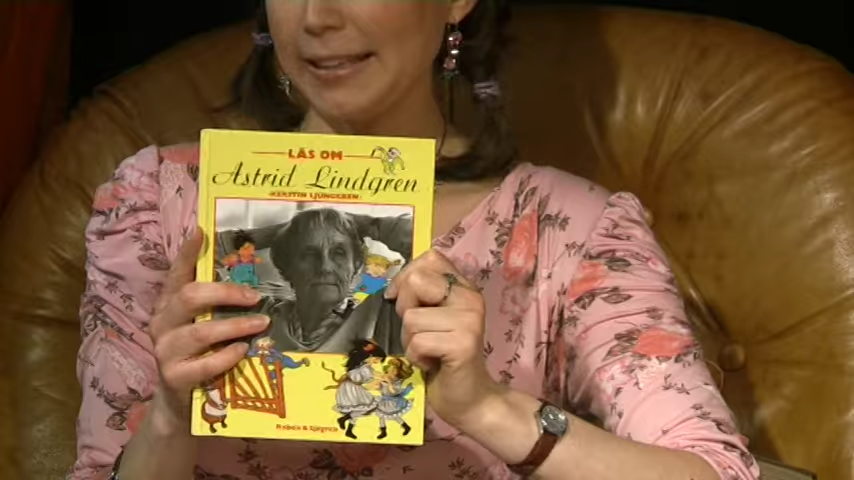 LÄS OM
Astrid Lindgren
KERSTIN LJUNGGREN
Rabén & Sjögren